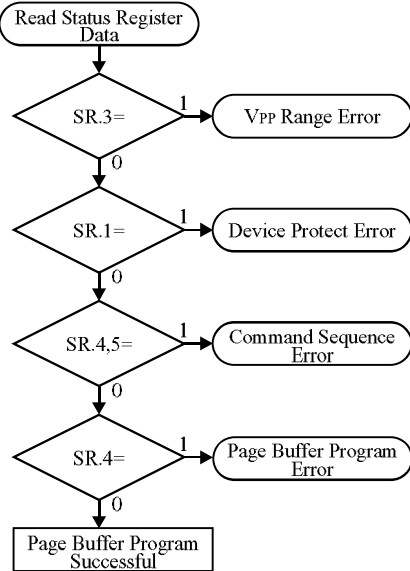 Read Status Register
Data
SR.3=
1
VPP Range Error
0
SR.1=
1
Device Protect Error
0
SR.4,5=
1
Command Sequence
Error
0
SR.4=
1
Page Buffer Program
Error
0
Page Buffer Program
Successful